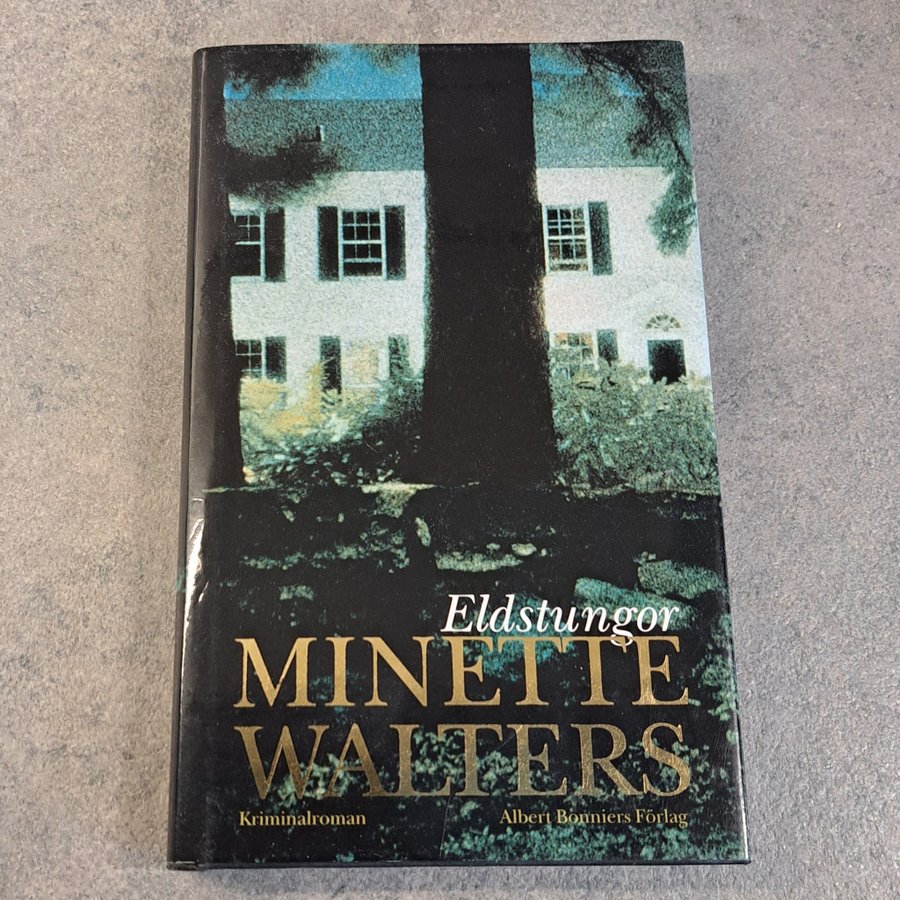 Eldstungor
MINETTE
WALTERS
Kriminalroman Albert Bonniers Förlag